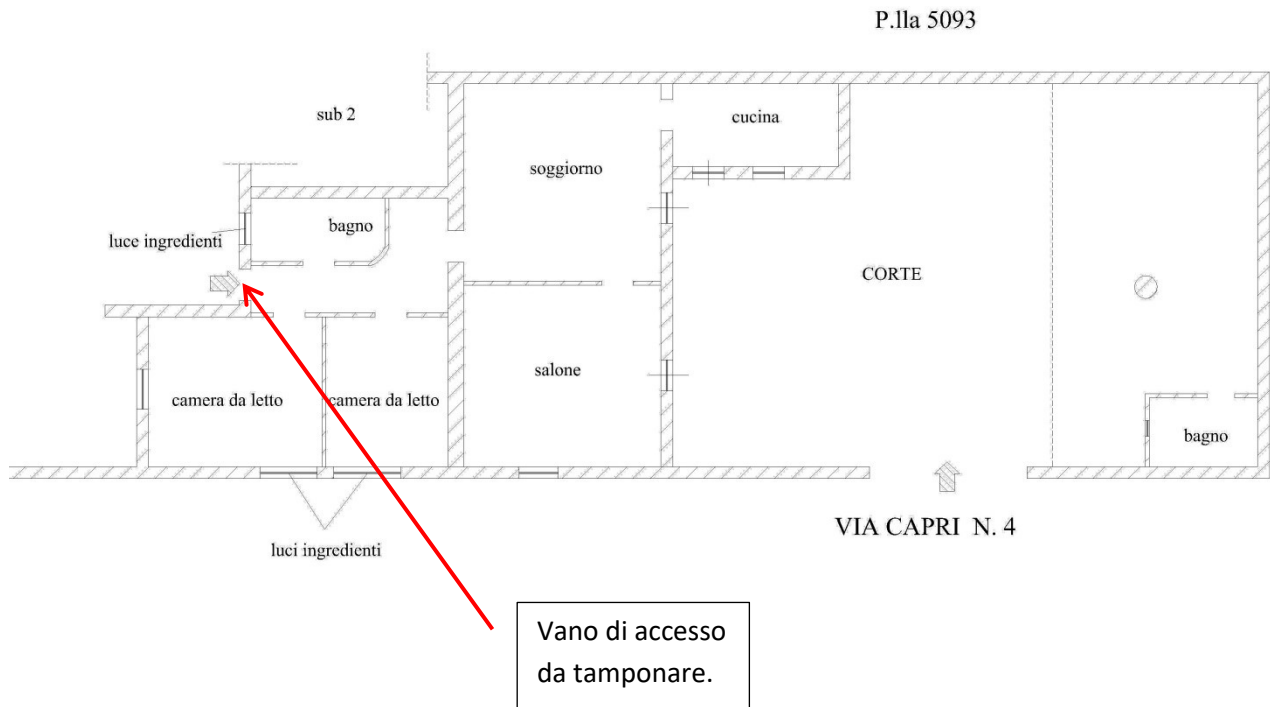 P.lla 5093
sub 2
cucina
soggiorno
bagno
luce ingredienti
CORTE
salone
camera da letto
camera da letto
bagno
VIA CAPRI N. 4
luci ingredienti
Vano di accesso
da tamponare.